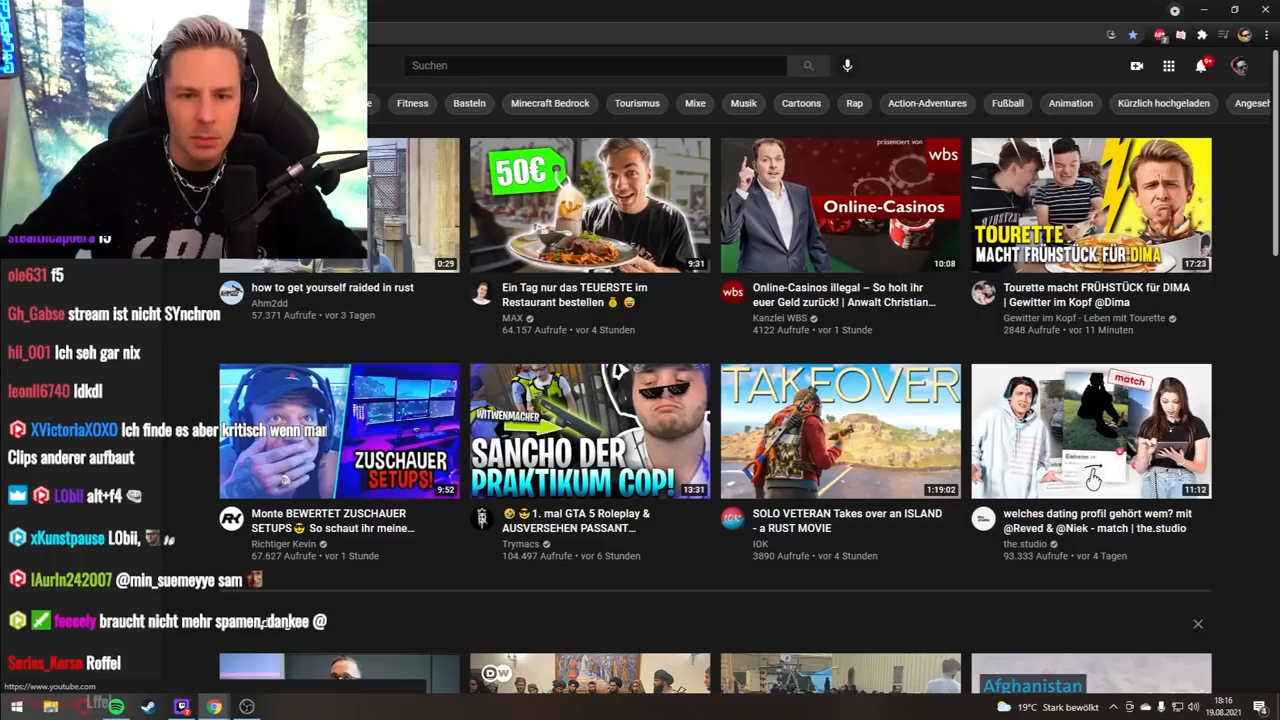 Suchen
Fitness
Basteln
Minecraft Bedrock
Tourismus
Mixe
Musik
Cartoons
Rap
Action-Adventures
Fußball
Animation
Kürzlich hochgeladen
Angeseh
9+
0:29
how to get yourself raided in rust
Ahm2dd
57.371 Aufrufe • vor 3 Tagen
50€
9:31
Ein Tag nur das TEUERSTE im
Restaurant bestellen
MAX
64.157 Aufrufe • vor 4 Stunden
präsentiert von
wbs
Online-Casinos
10:08
wbs
Online-Casinos illegal – So holt ihr
euer Geld zurück! | Anwalt Christian…
Kanzlei WBS
4122 Aufrufe • vor 1 Stunde
TOURETTE
MACHT FRÜHSTÜCK FÜR DIMA
17:23
Tourette macht FRÜHSTÜCK für DIMA
| Gewitter im Kopf @Dima
Gewitter im Kopf - Leben mit Tourette
2848 Aufrufe • vor 11 Minuten
ZUSCHAUER
SETUPS!
9:52
RK
Monte BEWERTET ZUSCHAUER
SETUPS😎 So schaut ihr meine…
Richtiger Kevin
67.627 Aufrufe • vor 1 Stunde
WITWENMACHER
SANCHO DER
PRAKTIKUM COP!
13:31
🤣 😎 1. mal GTA 5 Roleplay &
AUSVERSEHEN PASSANT…
Trymacs
104.497 Aufrufe • vor 6 Stunden
TAKEOVER
1:19:02
IOK
SOLO VETERAN Takes over an ISLAND
- a RUST MOVIE
IOK
3890 Aufrufe • vor 4 Stunden
match
11:12
welches dating profil gehört wem? mit
@Reved & @Niek - match | the.studio
the.studio
93.333 Aufrufe • vor 4 Tagen
DW
Afghanistan
stealthcapoera f5
ole631 f5
Gh_Gabse stream ist nicht SYnchron
hii_001 Ich seh gar nix
leonll6740 ldkdl
XVictoriaXOXO Ich finde es aber kritisch wenn man
Clips anderer aufbaut
L0bii alt+f4
xKunstpause L0bii,
lAurIn242007 @min_suemeyye sam
feeeely braucht nicht mehr spamen, dankee @
Series_Korso Roffel
https://www.youtube.com
19°C Stark bewölkt
18:16
19.08.2021
4